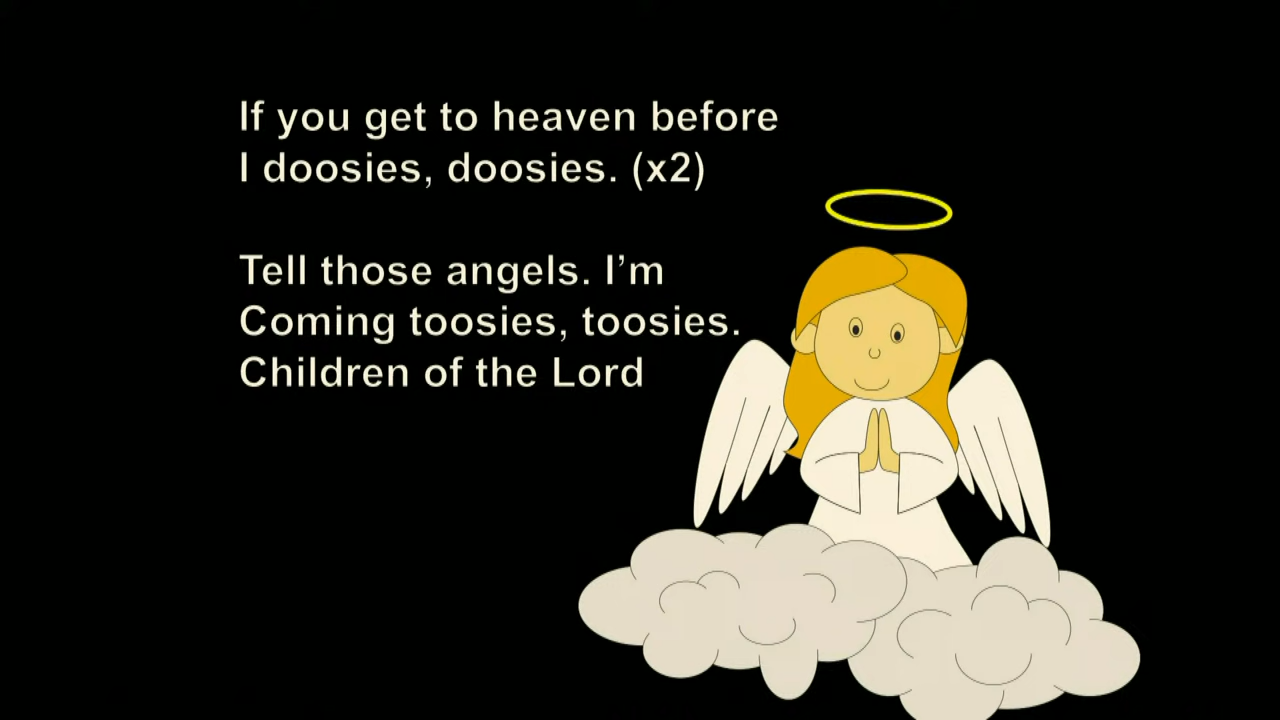 If you get to heaven before
I doosies, doosies. (x2)
Tell those angels. I’m
Coming toosies, toosies.
Children of the Lord